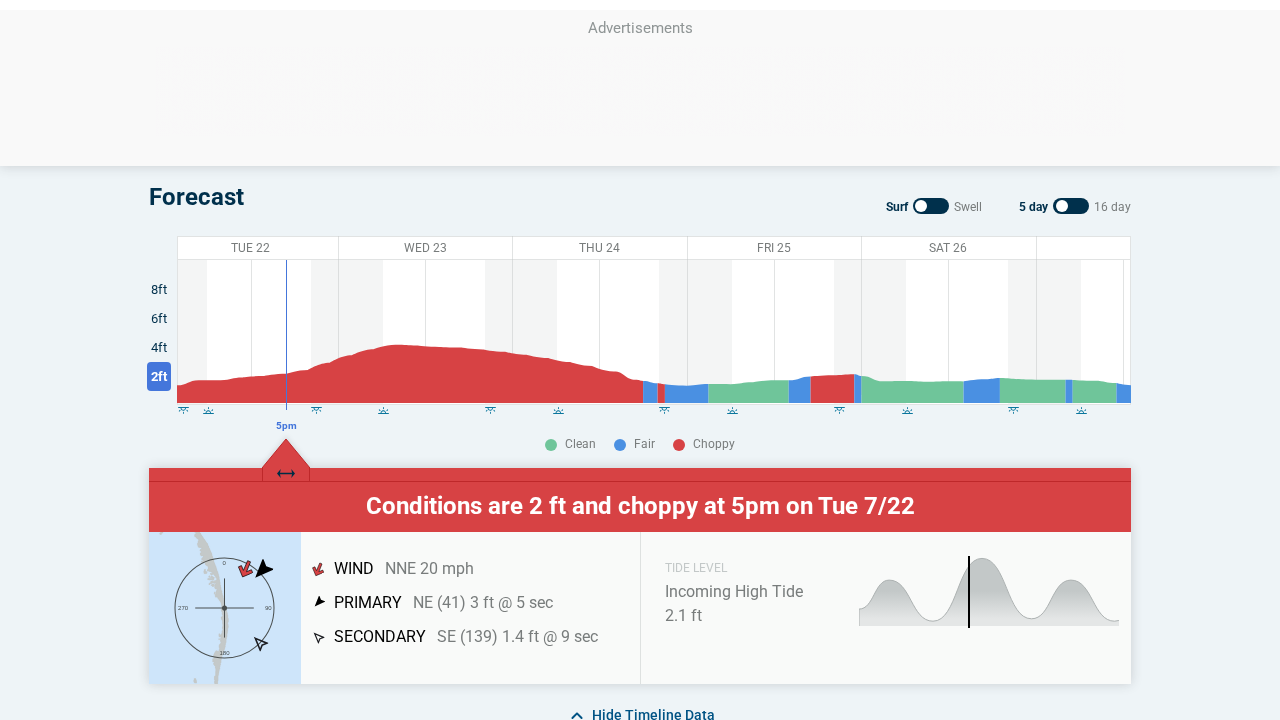 Advertisements
Forecast
Surf Swell 5 day 16 day
TUE 22 WED 23 THU 24 FRI 25 SAT 26
8ft
6ft
4ft
2ft
5pm
Clean Fair Choppy
Conditions are 2 ft and choppy at 5pm on Tue 7/22
0
270 90
180
WIND NNE 20 mph
PRIMARY NE (41) 3 ft @ 5 sec
SECONDARY SE (139) 1.4 ft @ 9 sec
TIDE LEVEL
Incoming High Tide
2.1 ft
Hide Timeline Data